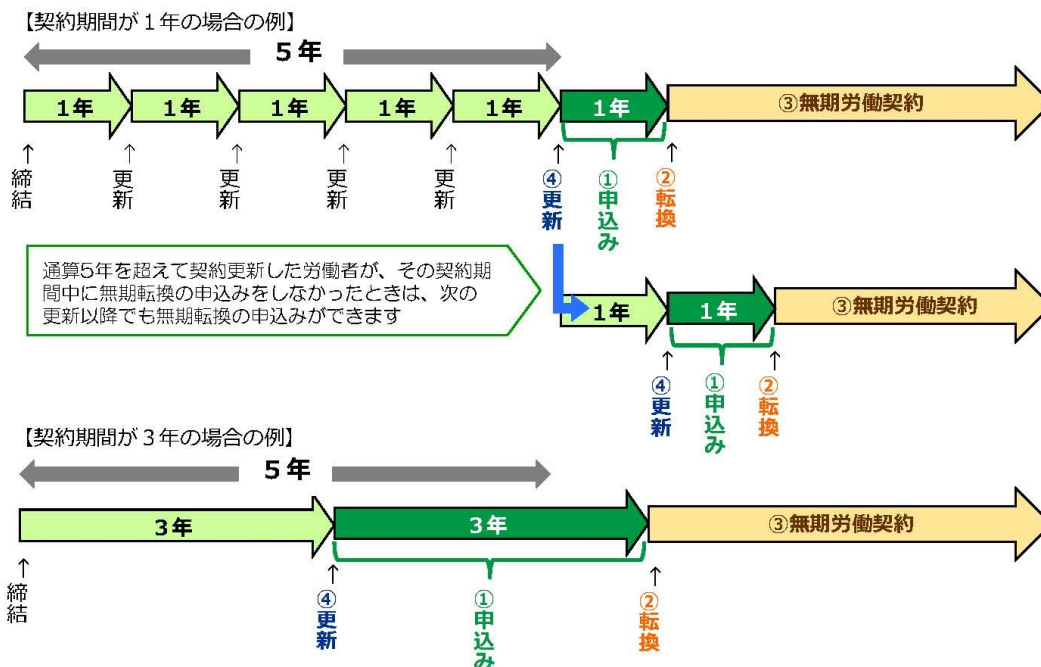 【契約期間が１年の場合の例】
５年
1年 1年 1年 1年 1年 1年 ③無期労働契約
締結 更新 更新 更新 更新 ④更新 ①申込み ②転換
通算5年を超えて契約更新した労働者が、その契約期
間中に無期転換の申込みをしなかったときは、次の
更新以降でも無期転換の申込みができます
1年 1年 ③無期労働契約
④更新 ①申込み ②転換
【契約期間が３年の場合の例】
５年
3年 3年 ③無期労働契約
締結 ④更新 ①申込み ②転換